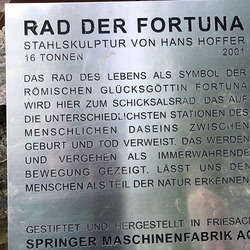 RAD DER FORTUNA
STAHLSKULPTUR VON HANS HOFFER
16 TONNEN 2001
DAS RAD DES LEBENS ALS SYMBOL DER
RÖMISCHEN GLÜCKSGÖTTIN FORTUNA
WIRD HIER ZUM SCHICKSALSRAD, DAS AUF
DIE UNTERSCHIEDLICHSTEN STATIONEN DES
MENSCHLICHEN DASEINS ZWISCHEN
GEBURT UND TOD VERWEIST. DAS WERDEN
UND VERGEHEN ALS IMMERWÄHRENDE
BEWEGUNG GEZEIGT, LÄSST UNS DEN
MENSCHEN ALS TEIL DER NATUR ERKENNEN.
GESTIFTET UND HERGESTELLT IN FRIESACH
SPRINGER MASCHINENFABRIK AG